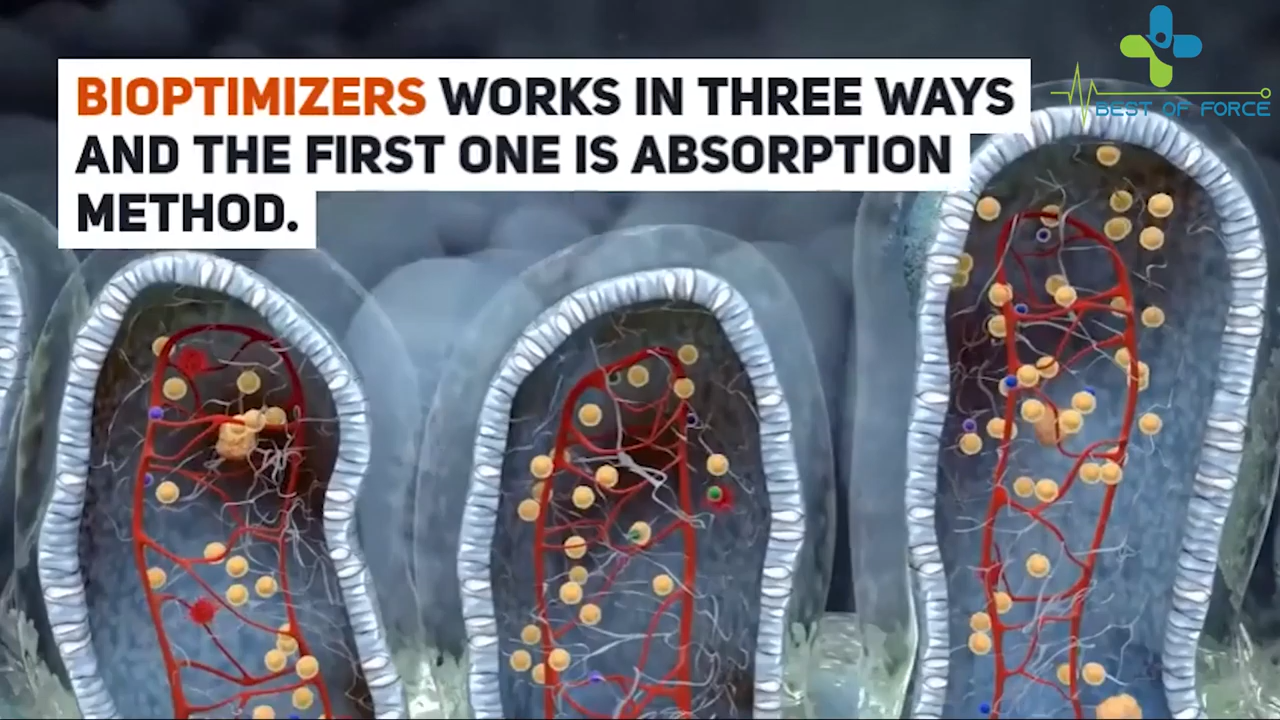 BIOPTIMIZERS WORKS IN THREE WAYS
AND THE FIRST ONE IS ABSORPTION
METHOD.
BEST OF FORCE